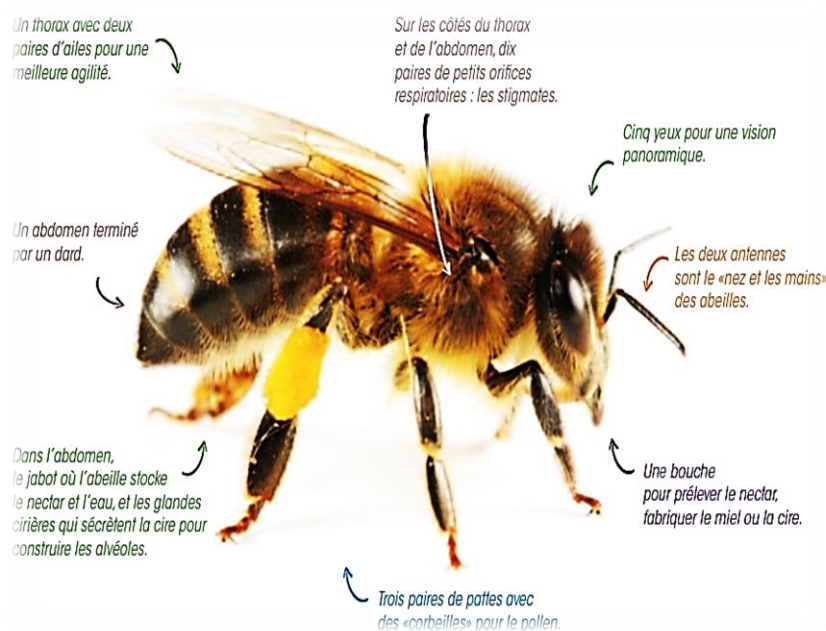 Un thorax avec deux
paires d'ailes pour une
meilleure agilité.
Sur les côtés du thorax
et de l'abdomen, dix
paires de petits orifices
respiratoires : les stigmates.
Cinq yeux pour une vision
panoramique.
Un abdomen terminé
par un dard.
Les deux antennes
sont le «nez et les mains»
des abeilles.
Dans l'abdomen,
le jabot où l'abeille stocke
le nectar et l'eau, et les glandes
cirières qui sécrètent la cire pour
construire les alvéoles.
Une bouche
pour prélever le nectar,
fabriquer le miel ou la cire.
Trois paires de pattes avec
des «corbeilles» pour le pollen.